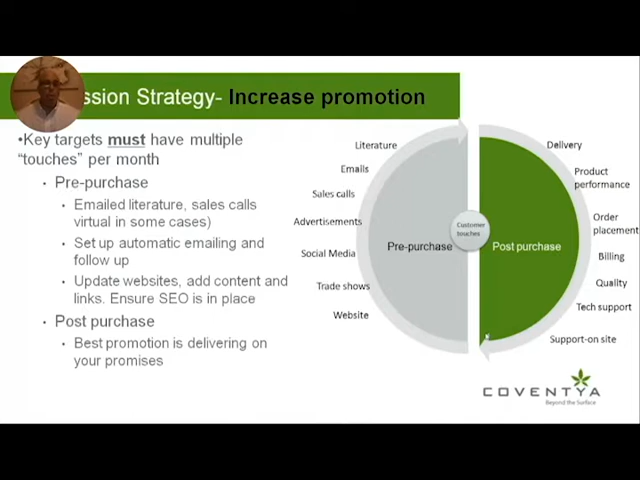 ssion Strategy- Increase promotion
•Key targets must have multiple
“touches” per month
• Pre-purchase
• Emailed literature, sales calls
virtual in some cases)
• Set up automatic emailing and
follow up
• Update websites, add content and
links. Ensure SEO is in place
• Post purchase
• Best promotion is delivering on
your promises
Literature
Emails
Sales calls
Advertisements
Social Media
Trade shows
Website
Pre-purchase
Customer
touches
Post purchase
Delivery
Product
performance
Order
placement
Billing
Quality
Tech support
Support-on site
COVENTYA
Beyond the Surface